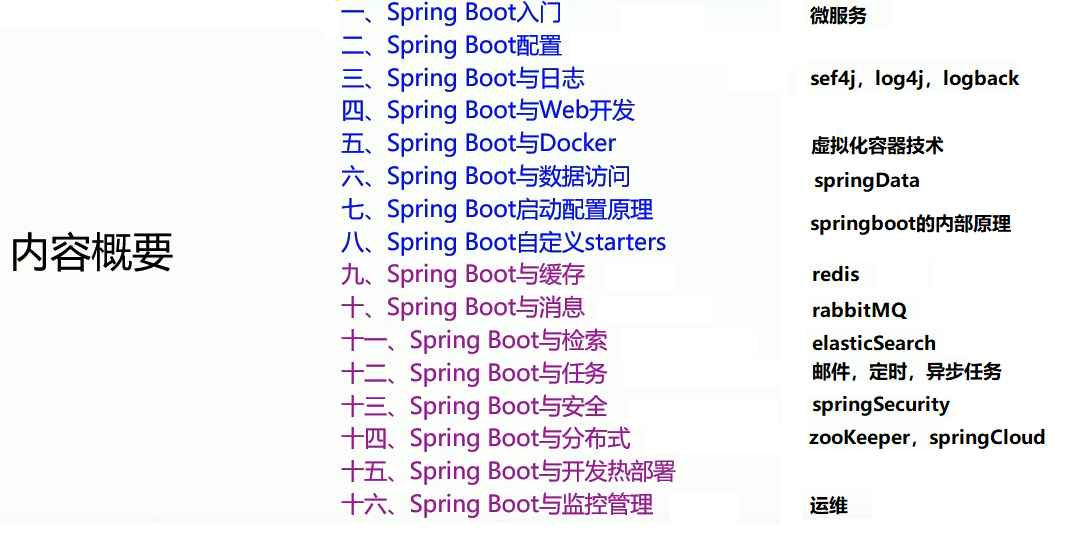 一、Spring Boot入门 微服务
二、Spring Boot配置
三、Spring Boot与日志 sef4j，log4j，logback
四、Spring Boot与Web开发
五、Spring Boot与Docker 虚拟化容器技术
六、Spring Boot与数据访问 springData
七、Spring Boot启动配置原理 springboot的内部原理
内容概要
八、Spring Boot自定义starters
九、Spring Boot与缓存 redis
十、Spring Boot与消息 rabbitMQ
十一、Spring Boot与检索 elasticSearch
十二、Spring Boot与任务 邮件，定时，异步任务
十三、Spring Boot与安全 springSecurity
十四、Spring Boot与分布式 zooKeeper，springCloud
十五、Spring Boot与开发热部署
十六、Spring Boot与监控管理 运维